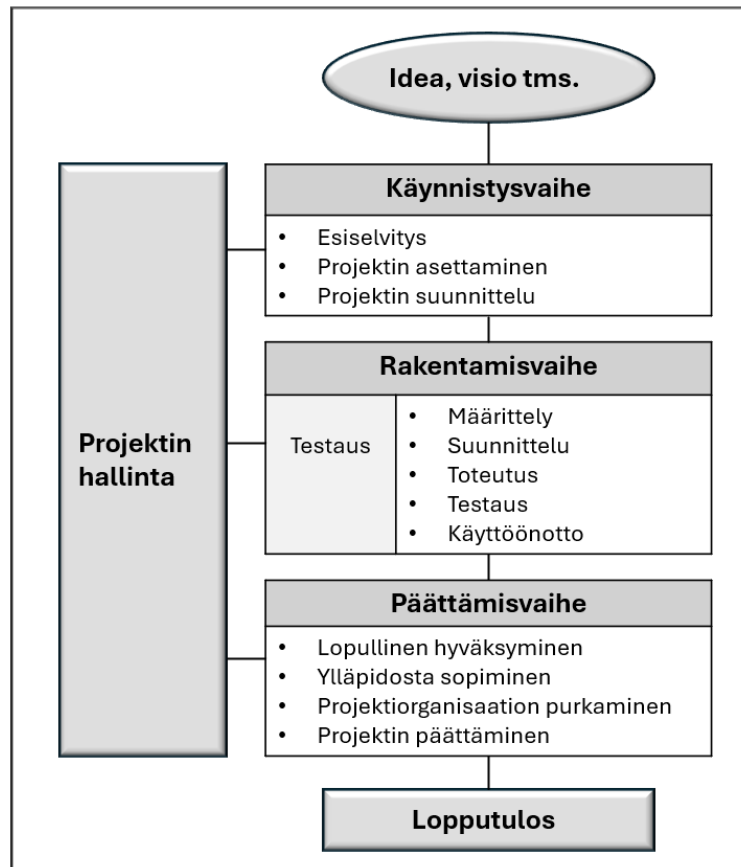 Idea, visio tms.
Käynnistysvaihe
• Esiselvitys
• Projektin asettaminen
• Projektin suunnittelu
Rakentamisvaihe
Projektin
hallinta
Testaus
• Määrittely
• Suunnittelu
• Toteutus
• Testaus
• Käyttöönotto
Päättämisvaihe
• Lopullinen hyväksyminen
• Ylläpidosta sopiminen
• Projektiorganisaation purkaminen
• Projektin päättäminen
Lopputulos